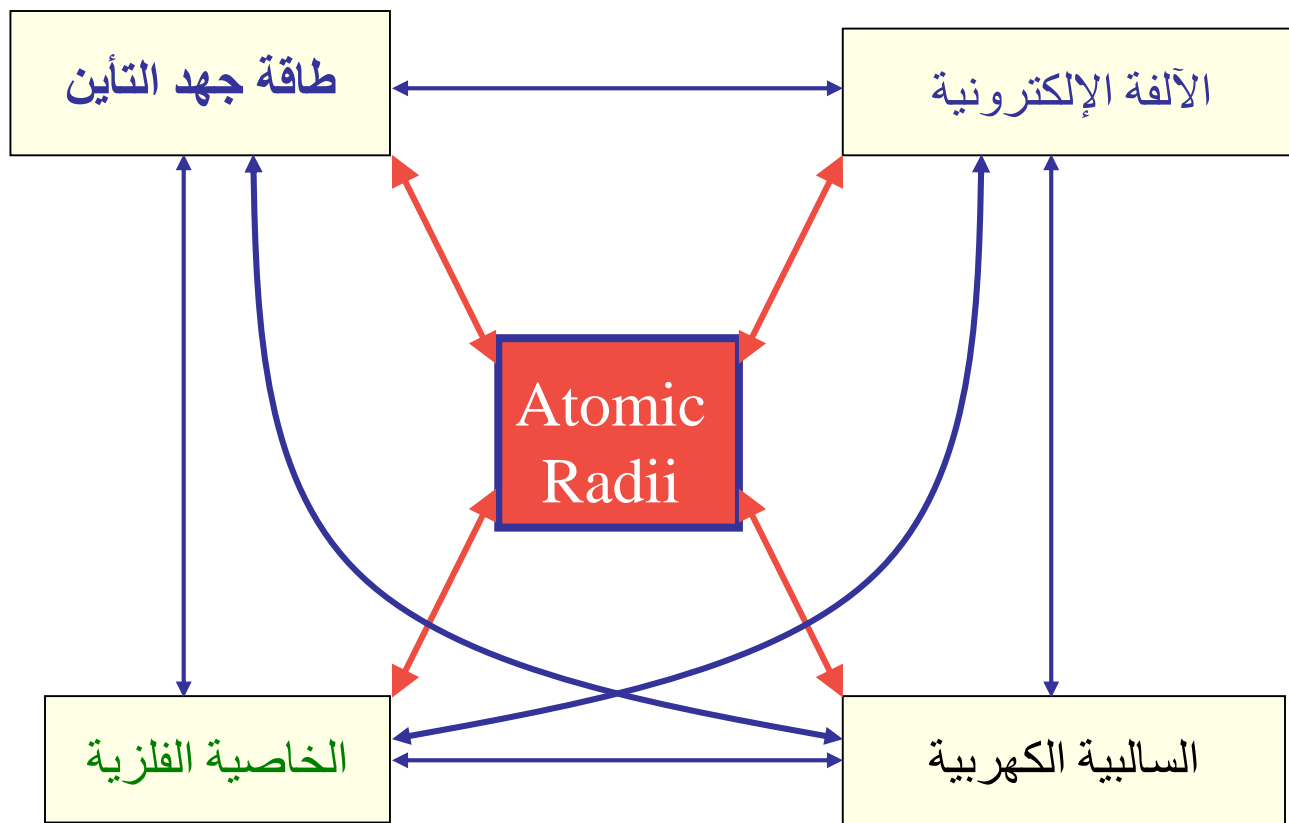 طاقة جهد التأين
الآلفة الإلكترونية
Atomic
Radii
الخاصية الفلزية
السالبية الكهربية